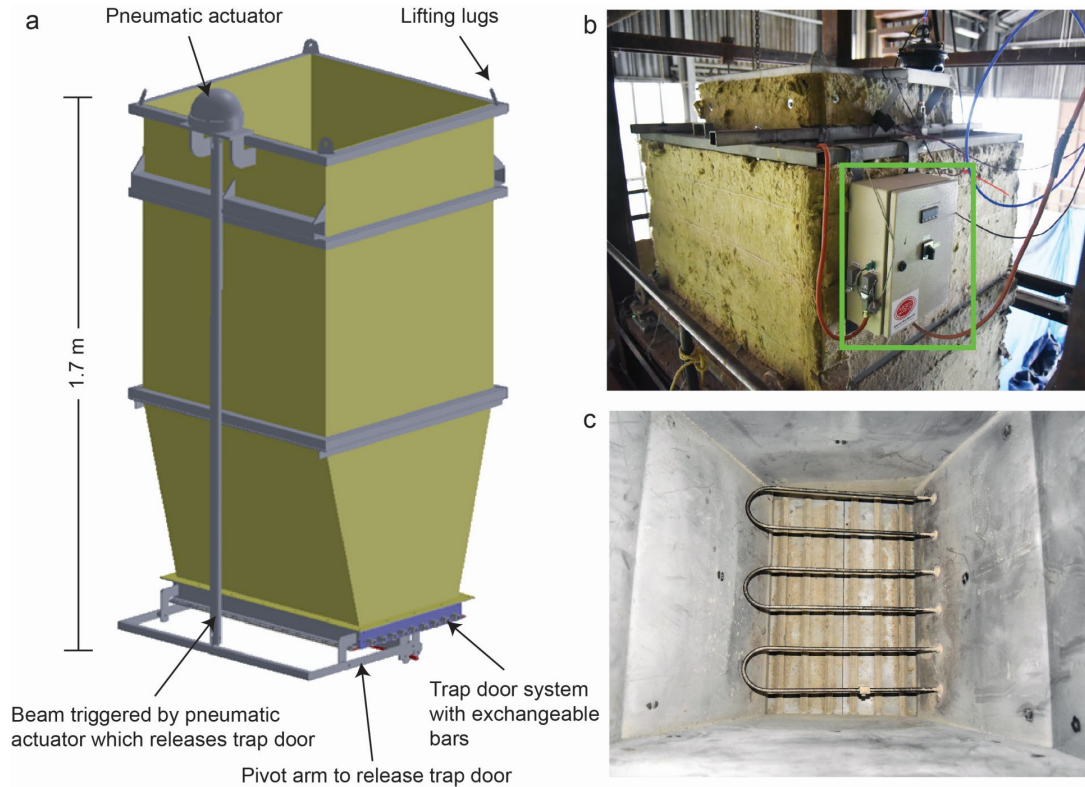 a
Pneumatic actuator
Lifting lugs
1.7 m
Beam triggered by pneumatic
actuator which releases trap door
Pivot arm to release trap door
Trap door system
with exchangeable
bars
b
c